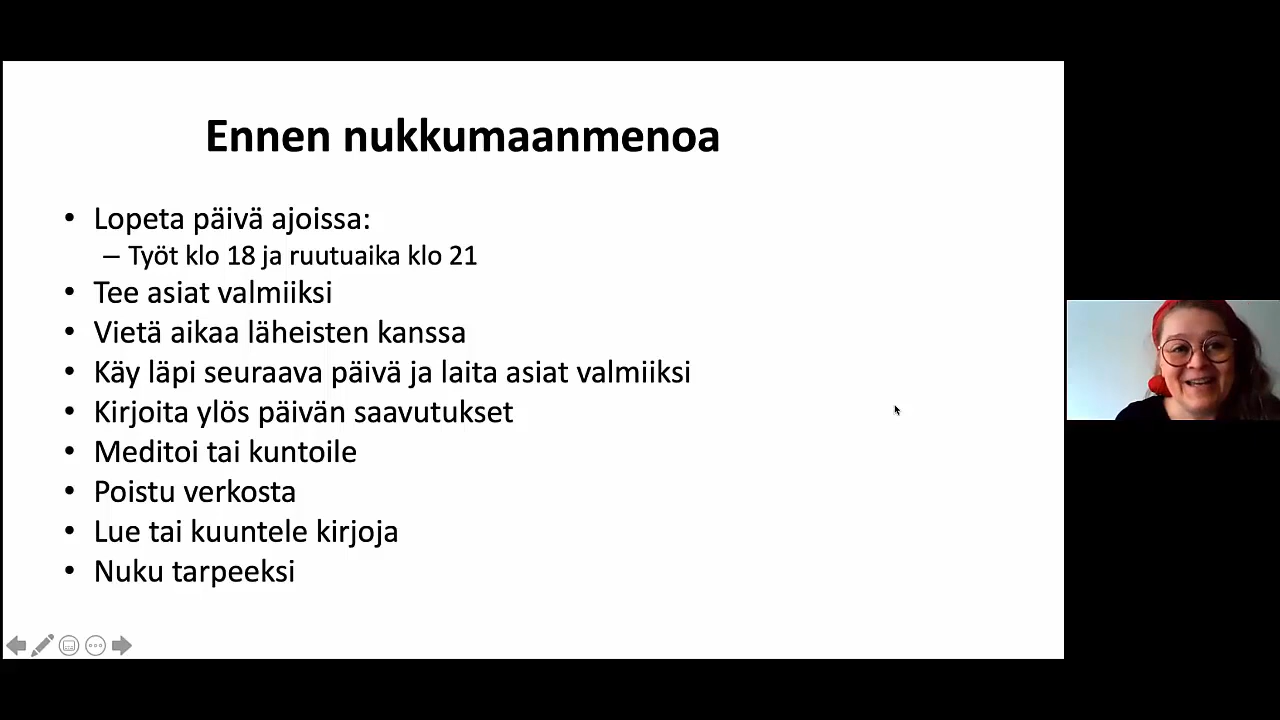 Ennen nukkumaanmenoa
• Lopeta päivä ajoissa:
– Työt klo 18 ja ruutuaika klo 21
• Tee asiat valmiiksi
• Vietä aikaa läheisten kanssa
• Käy läpi seuraava päivä ja laita asiat valmiiksi
• Kirjoita ylös päivän saavutukset
• Meditoi tai kuntoile
• Poistu verkosta
• Lue tai kuuntele kirjoja
• Nuku tarpeeksi